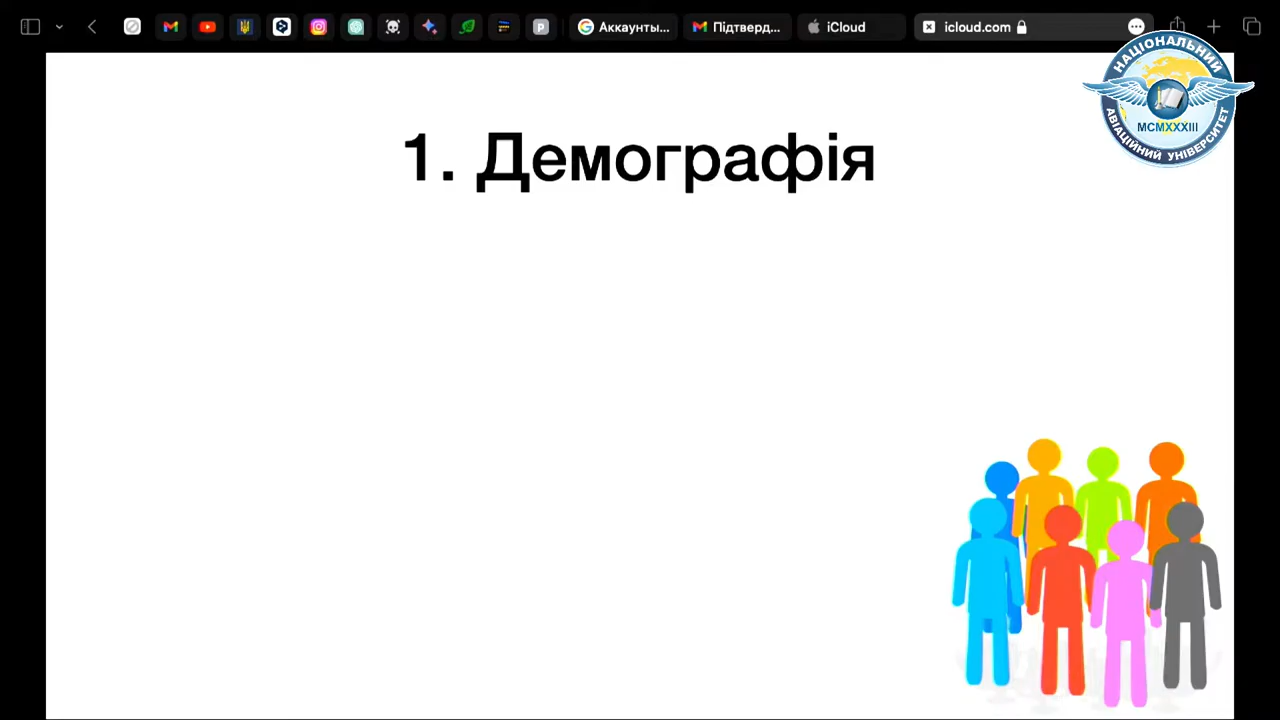 Аккаунты...
Підтверд...
iCloud
icloud.com
P
НАЦІОНАЛЬНИЙ
MCMXXXIII
АВІАЦІЙНИЙ УНІВЕРСИТЕТ
1. Демографія